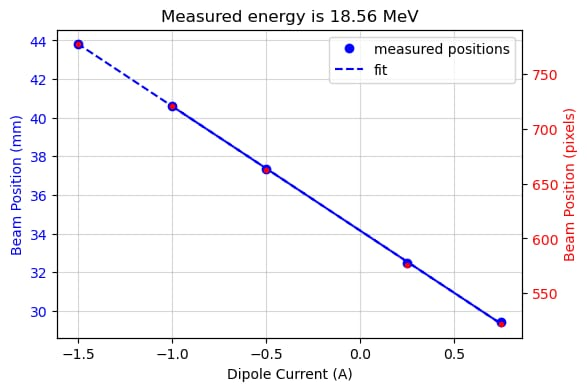 Measured energy is 18.56 MeV
measured positions
fit
Beam Position (mm)
44
42
40
38
36
34
32
30
750
700
650
600
550
Beam Position (pixels)
−1.5 −1.0 −0.5 0.0 0.5
Dipole Current (A)